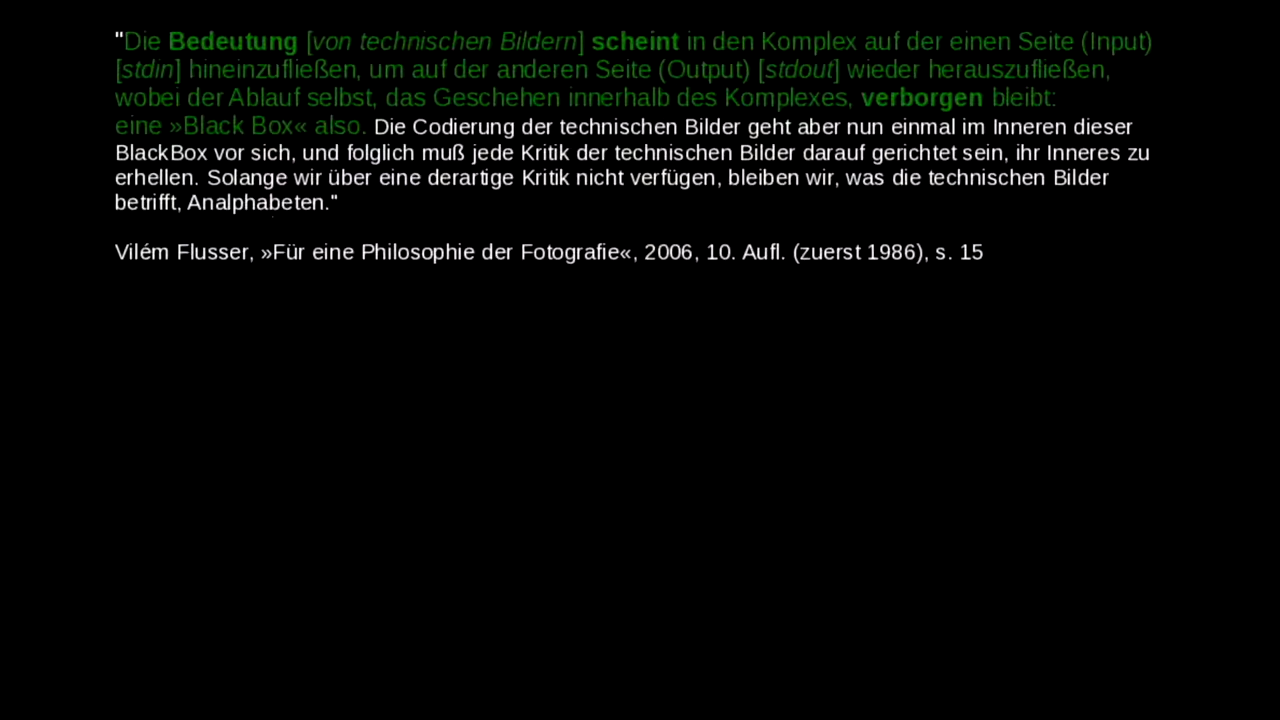 "Die Bedeutung [von technischen Bildern] scheint in den Komplex auf der einen Seite (Input)
[stdin] hineinzufließen, um auf der anderen Seite (Output) [stdout] wieder herauszufließen,
wobei der Ablauf selbst, das Geschehen innerhalb des Komplexes, verborgen bleibt:
eine »Black Box« also. Die Codierung der technischen Bilder geht aber nun einmal im Inneren dieser
BlackBox vor sich, und folglich muß jede Kritik der technischen Bilder darauf gerichtet sein, ihr Inneres zu
erhellen. Solange wir über eine derartige Kritik nicht verfügen, bleiben wir, was die technischen Bilder
betrifft, Analphabeten."
Vilém Flusser, »Für eine Philosophie der Fotografie«, 2006, 10. Aufl. (zuerst 1986), s. 15